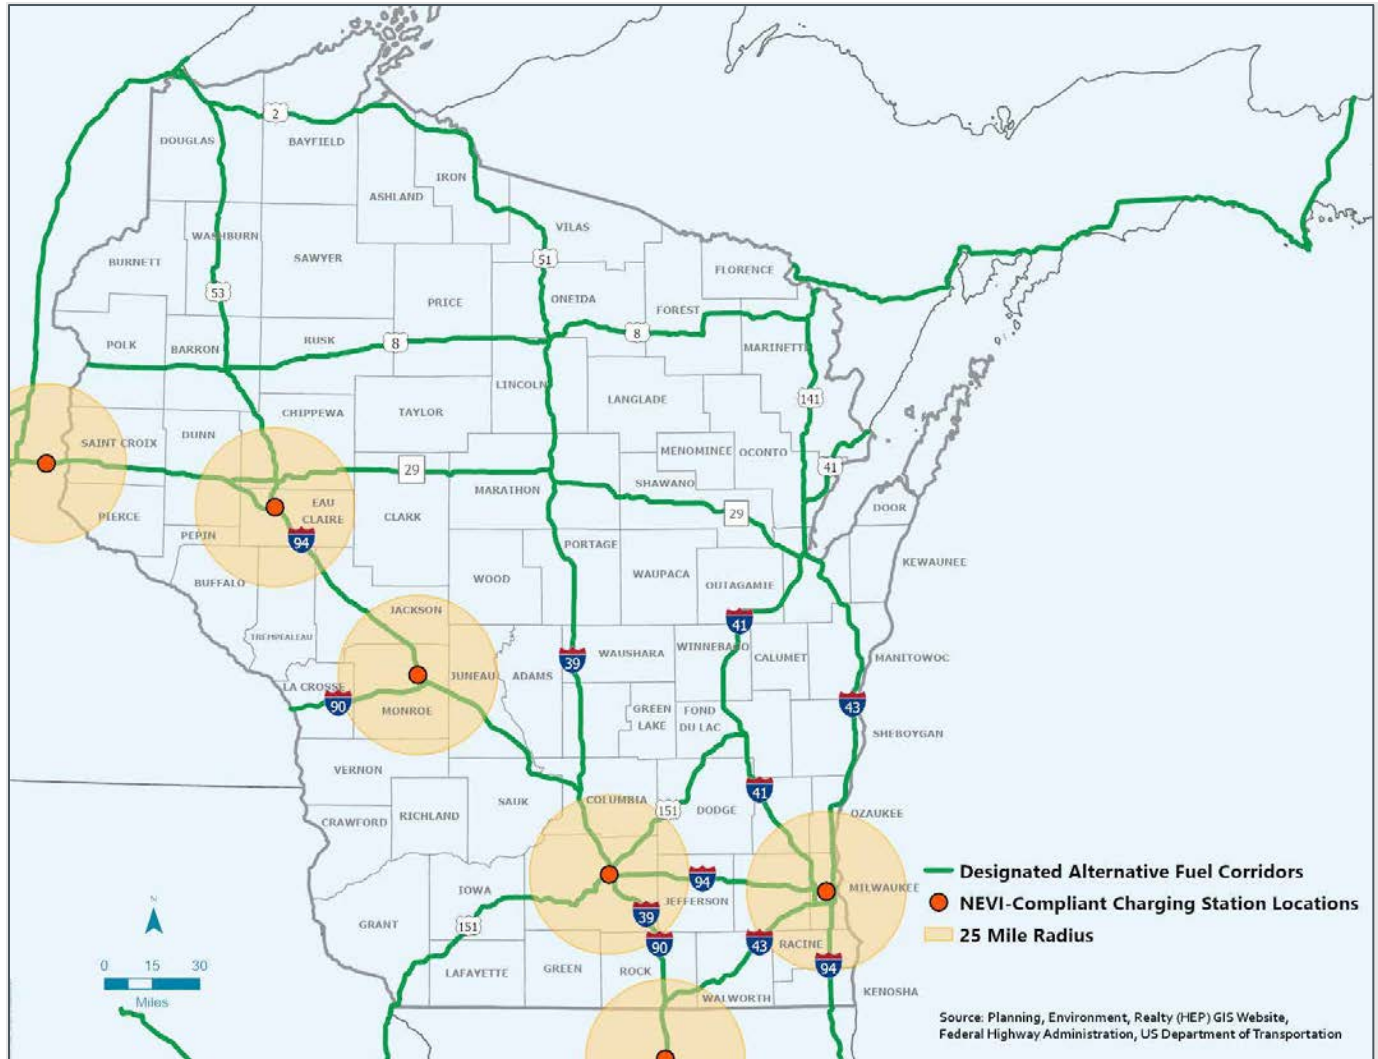 2
DOUGLAS
BAYFIELD
IRON
ASHLAND
VILAS
WASHBURN
BURNETT
SAWYER
51
FLORENCE
53
PRICE
ONEIDA
FOREST
POLK
BARRON
RUSK
8
8
MARINETTE
LINCOLN
141
CHIPPEWA
TAYLOR
LANGLADE
SAINT CROIX
DUNN
MENOMINEE
OCONTO
41
29
MARATHON
SHAWANO
PIERCE
EAU
CLAIRE
CLARK
29
DOOR
PEPIN
94
PORTAGE
KEWAUNEE
BUFFALO
WOOD
WAUPACA
OUTAGAMIE
JACKSON
41
TREMPEALEAU
39
WAUSHARA
WINNEBAGO
CALUMET
MANITOWOC
LA CROSSE
JUNEAU
ADAMS
90
MONROE
GREEN
LAKE
FOND
DU LAC
43
SHEBOYGAN
VERNON
SAUK
COLUMBIA
151
DODGE
41
OZAUKEE
CRAWFORD
RICHLAND
94
Designated Alternative Fuel Corridors
IOWA
JEFFERSON
MILWAUKEE
NEVI-Compliant Charging Station Locations
N
GRANT
151
39
25 Mile Radius
90
43
RACINE
0 15 30
Miles
LAFAYETTE
GREEN
ROCK
94
WALWORTH
KENOSHA
Source: Planning, Environment, Realty (HEP) GIS Website,
Federal Highway Administration, US Department of Transportation